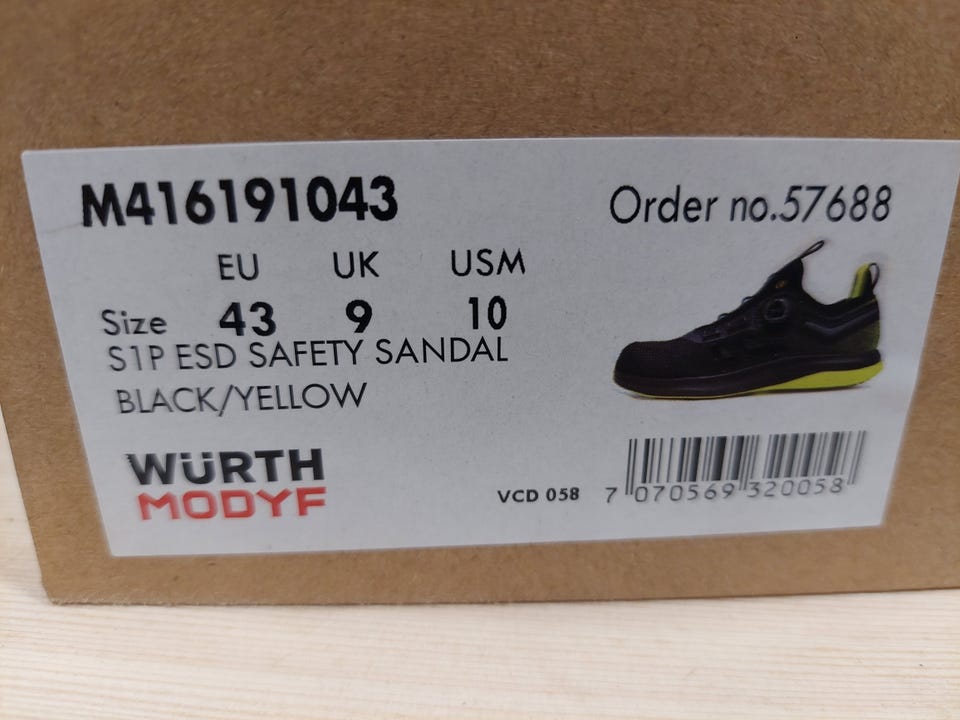 M416191043
Order no.57688
EU UK USM
Size 43 9 10
S1P ESD SAFETY SANDAL
BLACK/YELLOW
WÜRTH
MODYF
VCD 058
7 070569 320058